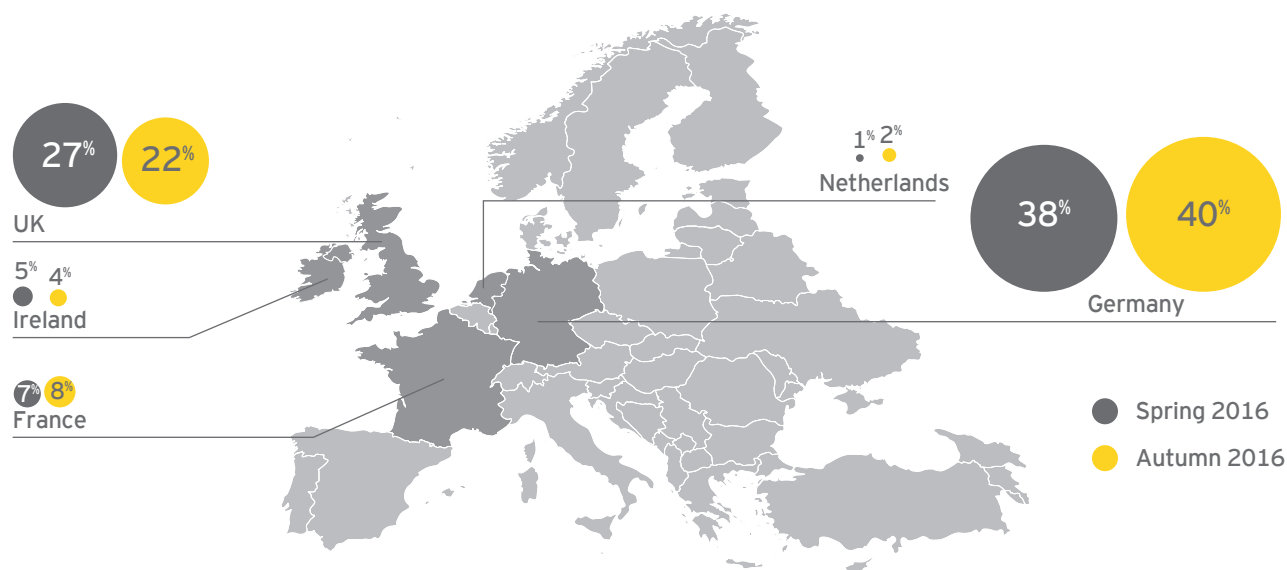 27% 22%
UK
5% 4%
Ireland
7% 8%
France
1% 2%
Netherlands
38% 40%
Germany
Spring 2016
Autumn 2016